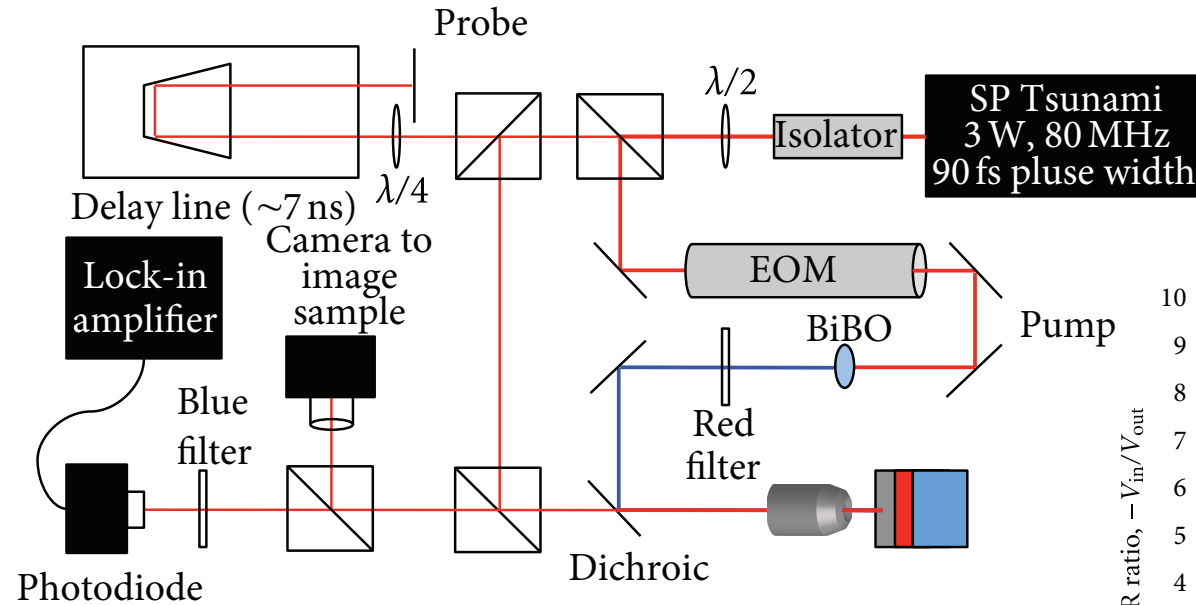 Probe
λ/2
SP Tsunami
3 W, 80 MHz
90 fs pluse width
Isolator
λ/4
Delay line (∼7 ns)
Camera to
image
sample
Lock-in
amplifier
EOM
BiBO
Pump
Blue
filter
Red
filter
Dichroic
Photodiode
10
9
8
7
6
5
4
R ratio, −V_in/V_out